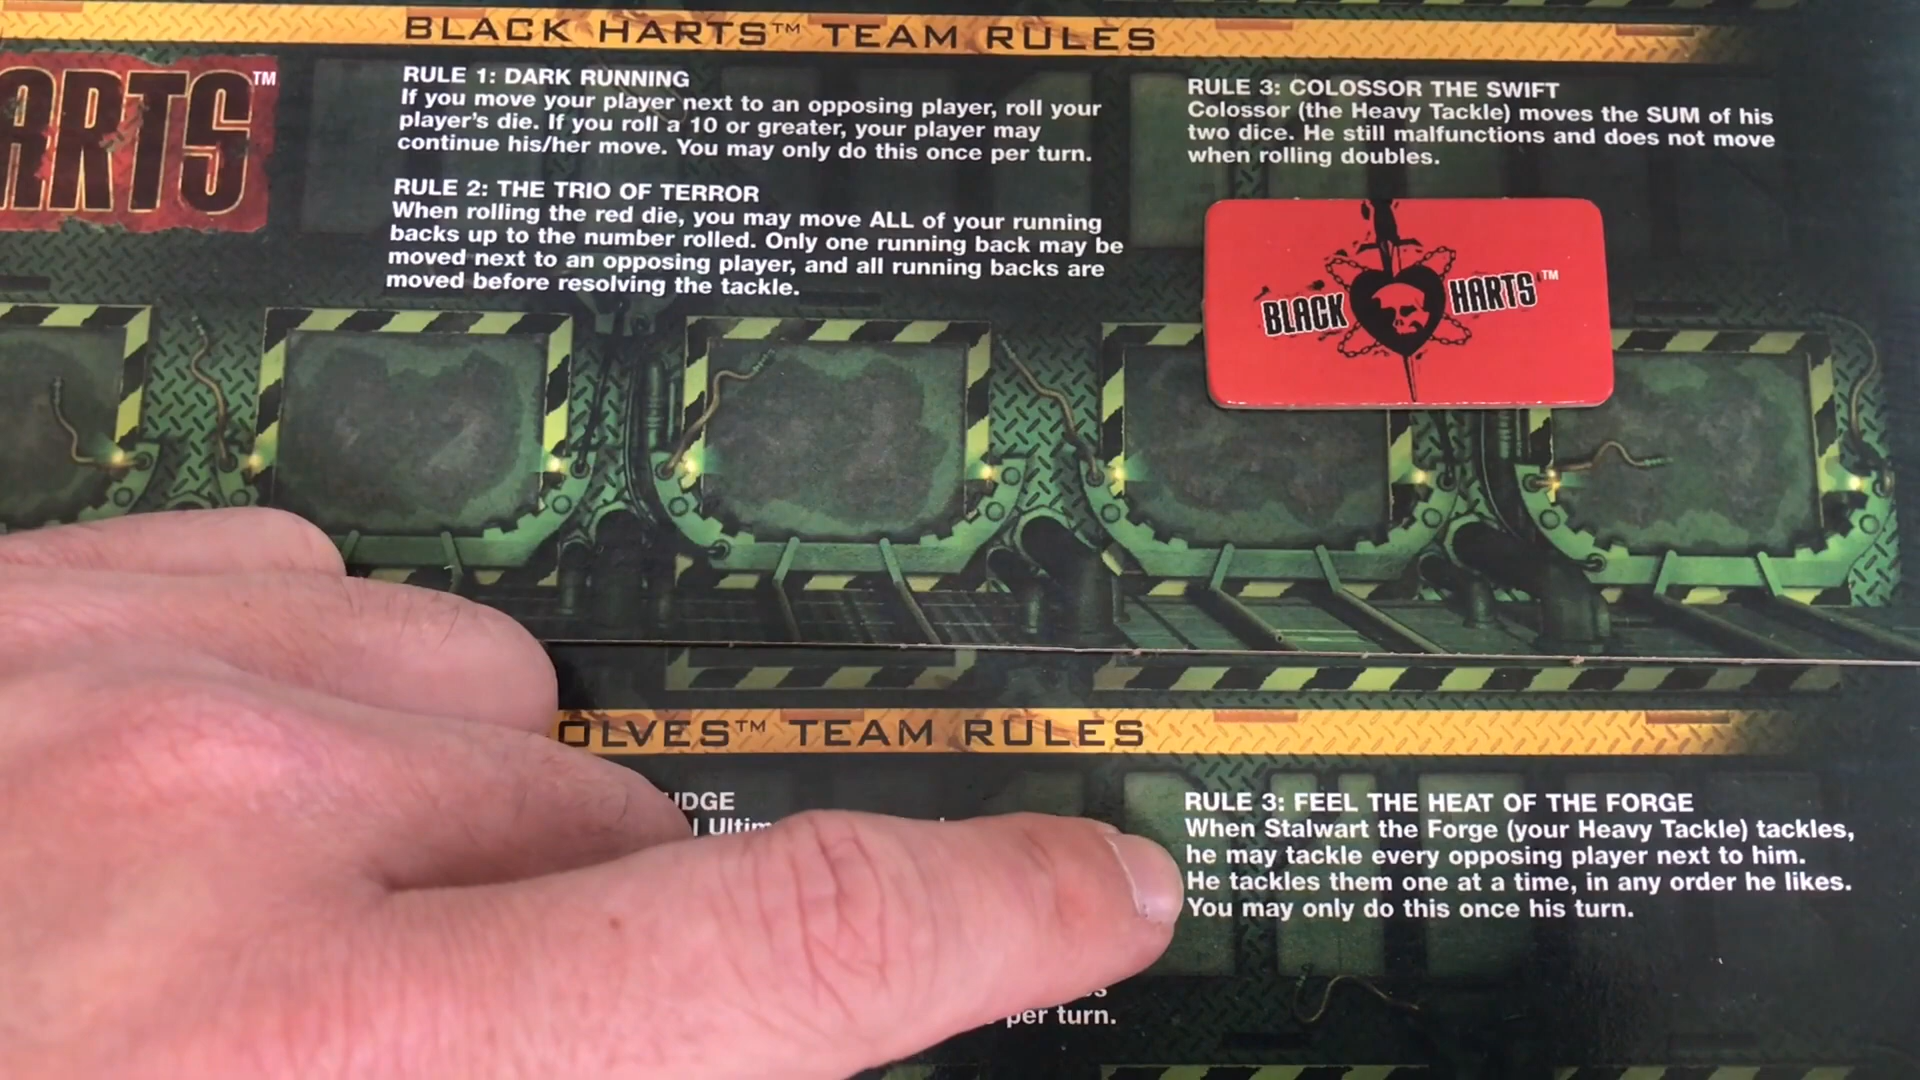 BLACK HARTS™ TEAM RULES
ARTS™
RULE 1: DARK RUNNING
If you move your player next to an opposing player, roll your
player's die. If you roll a 10 or greater, your player may
continue his/her move. You may only do this once per turn.
RULE 2: THE TRIO OF TERROR
When rolling the red die, you may move ALL of your running
backs up to the number rolled. Only one running back may be
moved next to an opposing player, and all running backs are
moved before resolving the tackle.
RULE 3: COLOSSOR THE SWIFT
Colossor (the Heavy Tackle) moves the SUM of his
two dice. He still malfunctions and does not move
when rolling doubles.
BLACK HARTS™
OLVES™ TEAM RULES
UDGE
Ultim
per turn.
RULE 3: FEEL THE HEAT OF THE FORGE
When Stalwart the Forge (your Heavy Tackle) tackles,
he may tackle every opposing player next to him.
He tackles them one at a time, in any order he likes.
You may only do this once his turn.